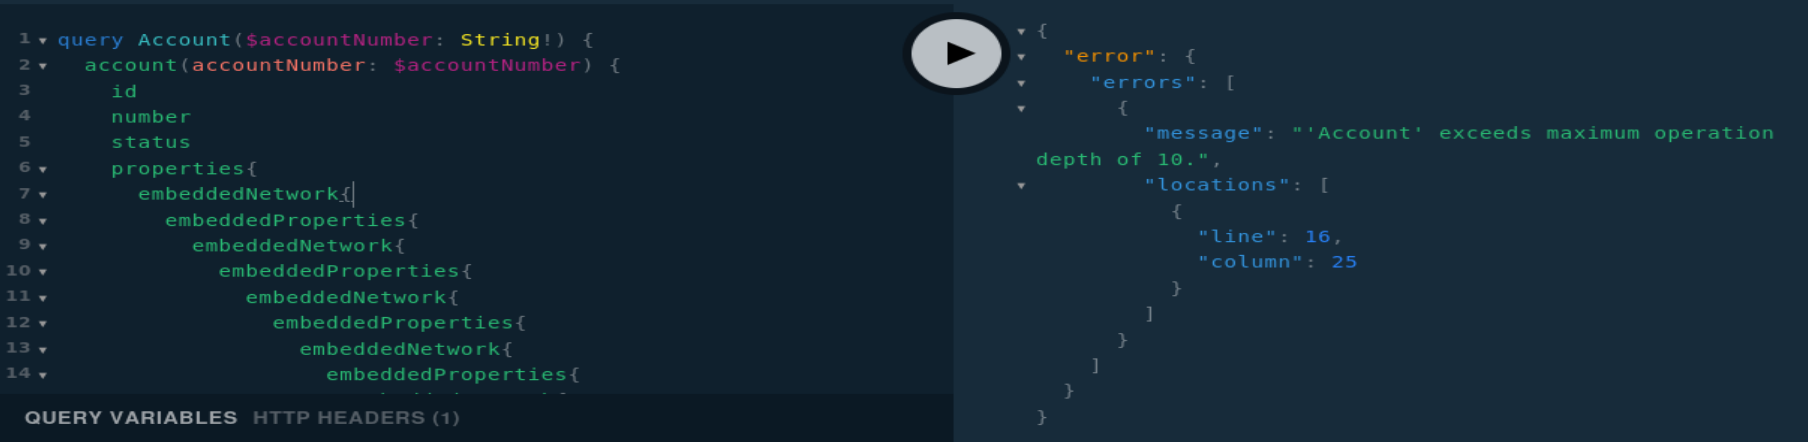 1 query Account($accountNumber: String!) {
2 account(accountNumber: $accountNumber) {
3 id
4 number
5 status
6 properties{
7 embeddedNetwork{
8 embeddedProperties{
9 embeddedNetwork{
10 embeddedProperties{
11 embeddedNetwork{
12 embeddedProperties{
13 embeddedNetwork{
14 embeddedProperties{
QUERY VARIABLES HTTP HEADERS (1)
{
"error": {
"errors": [
{
"message": "'Account' exceeds maximum operation
depth of 10.",
"locations": [
{
"line": 16,
"column": 25
}
]
}
]
}
}